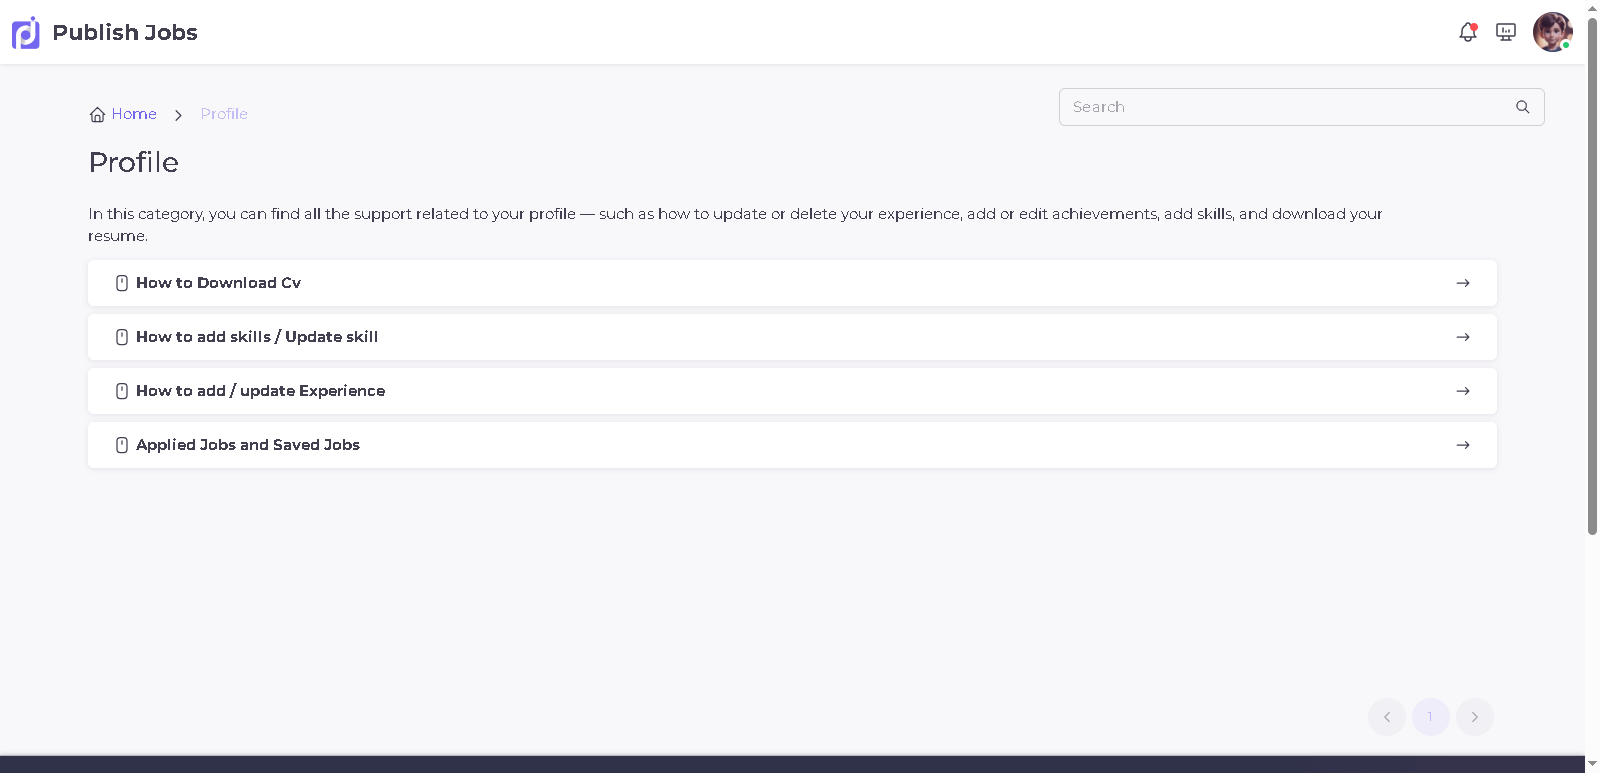 Publish Jobs
Home
Profile
Search
Profile
In this category, you can find all the support related to your profile — such as how to update or delete your experience, add or edit achievements, add skills, and download your
resume.
How to Download Cv
How to add skills / Update skill
How to add / update Experience
Applied Jobs and Saved Jobs
1